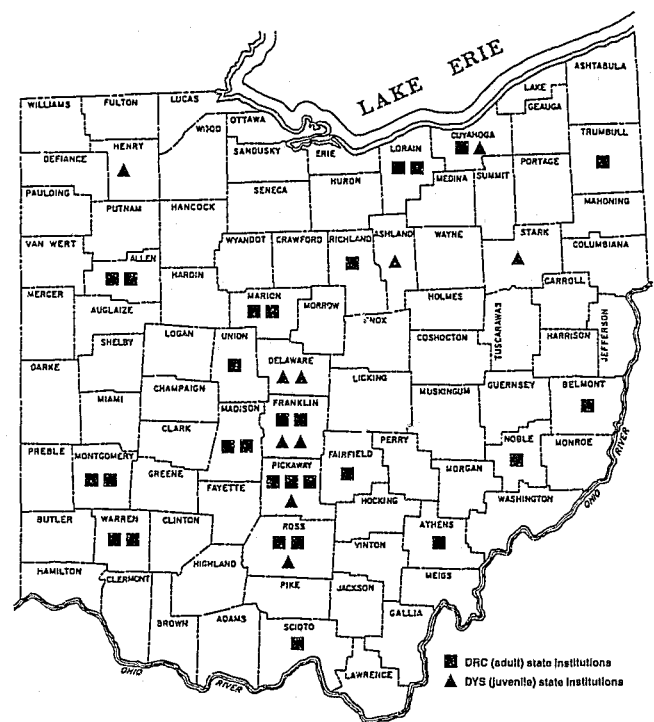 LAKE ERIE
ASHTABULA
LAKE
GEAUGA
WILLIAMS
FULTON
LUCAS
OTTAWA
WOOD
CUYAHOGA
TRUMBULL
HENRY
SANDUSKY
ERIE
LORAIN
DEFIANCE
MEDINA
SUMMIT
PORTAGE
SENECA
HURON
MAHONING
PAULDING
PUTNAM
HANCOCK
VAN WERT
WYANDOT
CRAWFORD
RICHLAND
ASHLAND
WAYNE
STARK
COLUMBIANA
ALLEN
HARDIN
CARROLL
MERCER
MARION
HOLMES
AUGLAIZE
MORROW
KNOX
TUSCARAWAS
JEFFERSON
LOGAN
UNION
COSHOCTON
HARRISON
SHELBY
DELAWARE
DARKE
LICKING
CHAMPAIGN
MUSKINGUM
GUERNSEY
BELMONT
MIAMI
MADISON
FRANKLIN
CLARK
NOBLE
PREBLE
MONTGOMERY
PERRY
FAIRFIELD
MONROE
PICKAWAY
GREENE
MORGAN
FAYETTE
WASHINGTON
HOCKING
OHIO
RIVER
BUTLER
WARREN
CLINTON
ROSS
ATHENS
VINTON
HAMILTON
CLERMONT
HIGHLAND
PIKE
MEIGS
JACKSON
GALLIA
BROWN
ADAMS
SCIOTO
LAWRENCE
OHIO
RIVER
DRC (adult) state institutions
DYS (juvenile) state institutions